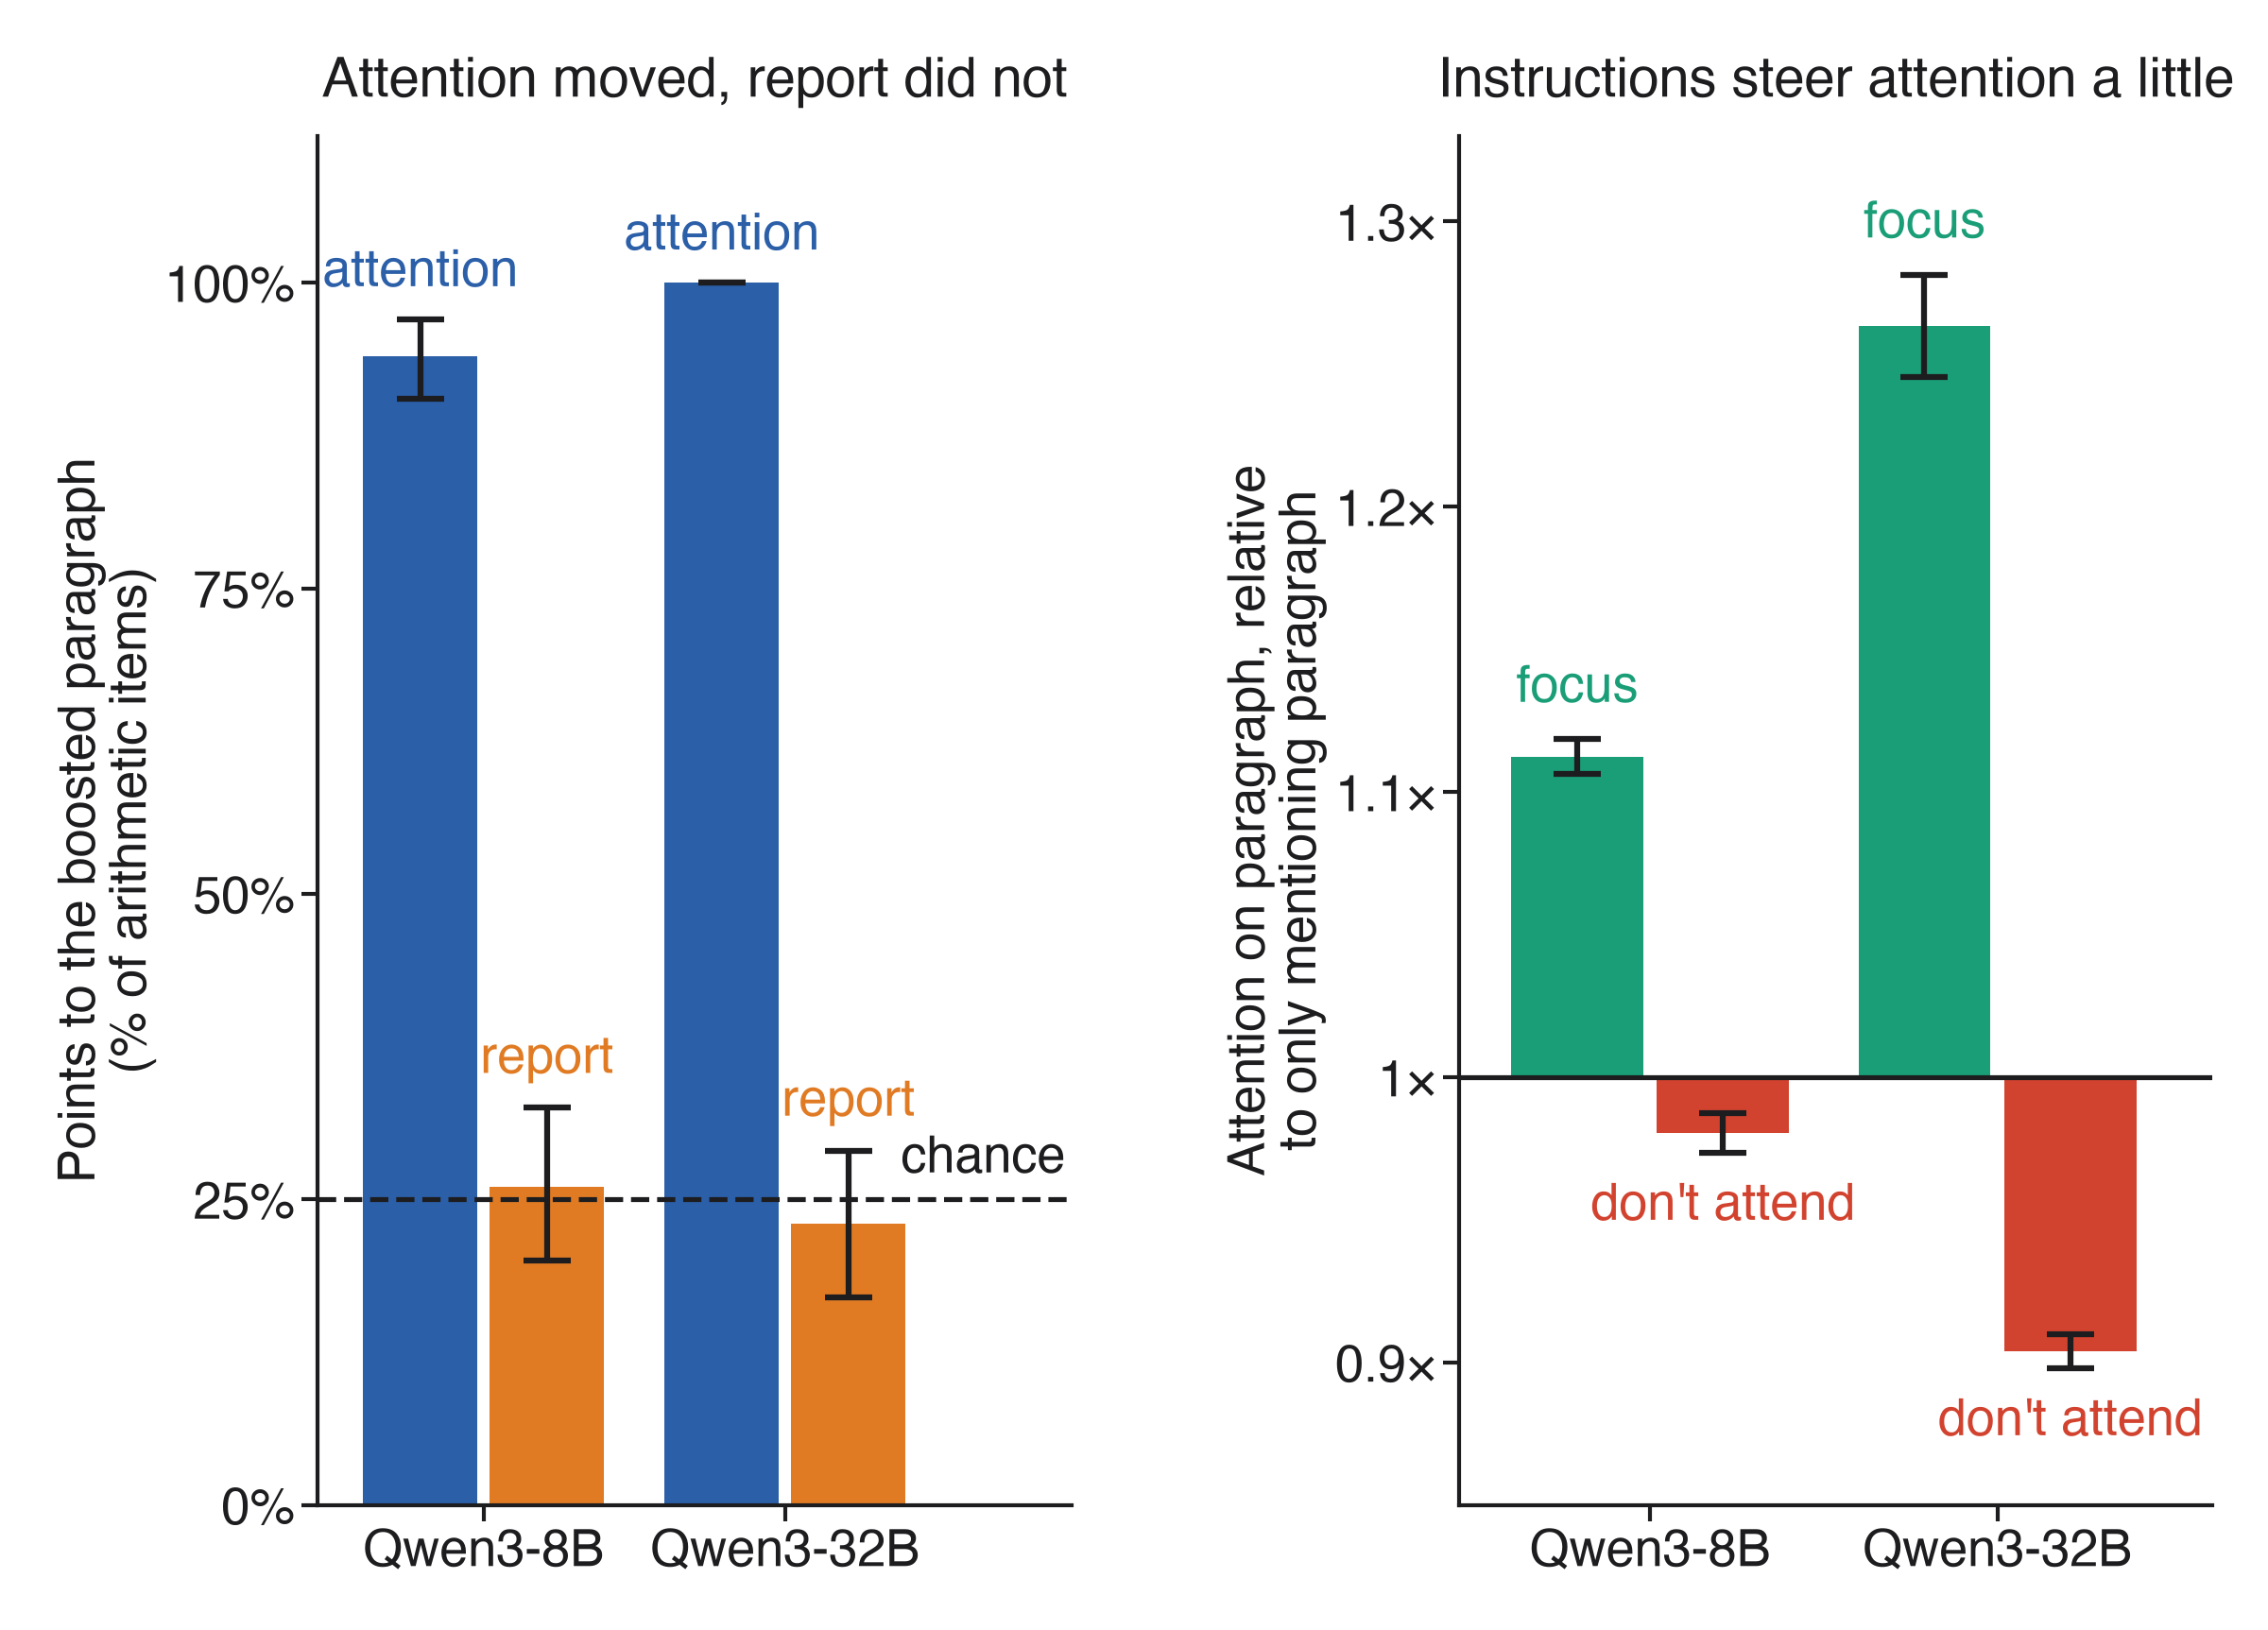 Attention moved, report did not
Points to the boosted paragraph
(% of arithmetic items)
100%
75%
50%
25%
0%
attention
attention
report
report
chance
Qwen3-8B
Qwen3-32B
Instructions steer attention a little
Attention on paragraph, relative
to only mentioning paragraph
1.3×
1.2×
1.1×
1×
0.9×
focus
focus
don't attend
don't attend
Qwen3-8B
Qwen3-32B